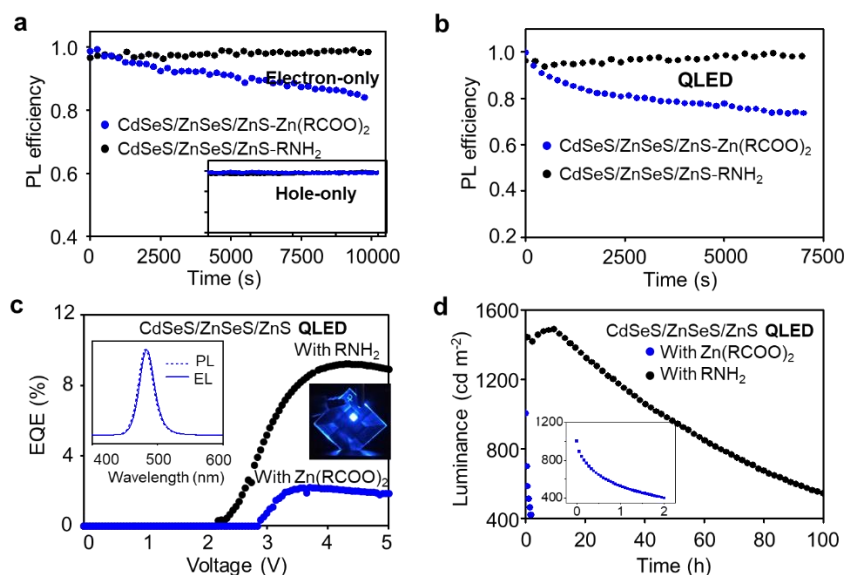 a
1.0
0.8
0.6
0.4
PL efficiency
Electron-only
CdSeS/ZnSeS/ZnS-Zn(RCOO)2
CdSeS/ZnSeS/ZnS-RNH2
Hole-only
0 2500 5000 7500 10000
Time (s)
b
1.0
0.8
0.6
0.4
0.2
PL efficiency
QLED
CdSeS/ZnSeS/ZnS-Zn(RCOO)2
CdSeS/ZnSeS/ZnS-RNH2
0 2500 5000 7500
Time (s)
c
12
8
4
0
EQE (%)
CdSeS/ZnSeS/ZnS QLED
With RNH2
PL
EL
400 480 600
Wavelength (nm)
With Zn(RCOO)2
0 1 2 3 4 5
Voltage (V)
d
1600
1200
800
400
Luminance (cd m-2)
CdSeS/ZnSeS/ZnS QLED
With Zn(RCOO)2
With RNH2
1200
800
400
0 1 2
0 20 40 60 80 100
Time (h)